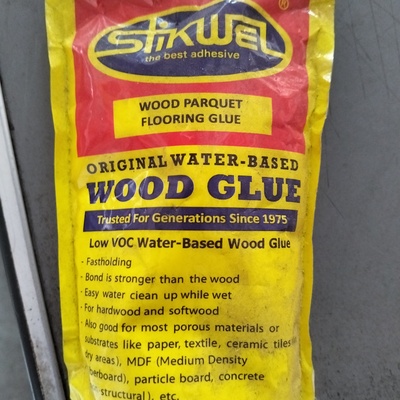 STIKWEL ®
the best adhesive
WOOD PARQUET
FLOORING GLUE
ORIGINAL WATER-BASED
WOOD GLUE
Trusted For Generations Since 1975
Low VOC Water-Based Wood Glue
- Fastholding
- Bond is stronger than the wood
- Easy water clean up while wet
- For hardwood and softwood
- Also good for most porous materials or
substrates like paper, textile, ceramic tiles
dry areas), MDF (Medium Density
berboard), particle board, concrete
structural), etc.